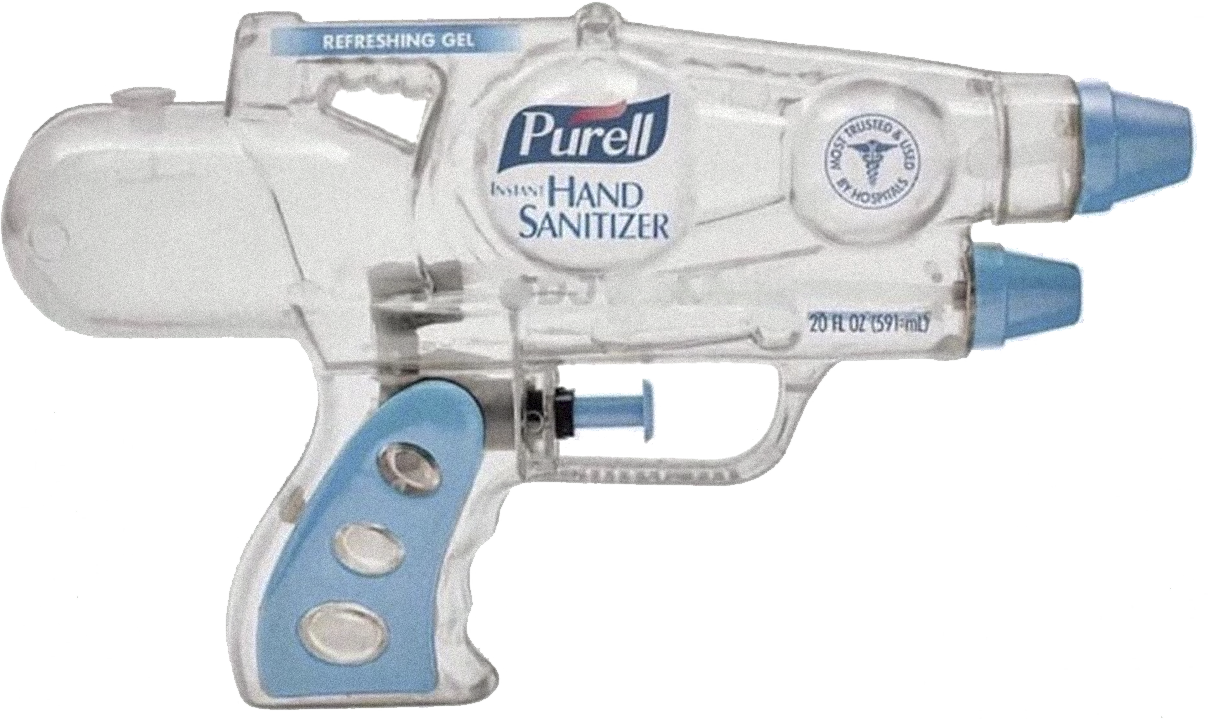 REFRESHING GEL
Purell
INSTANT HAND
SANITIZER
MOST TRUSTED & USED
BY HOSPITALS
20 FL OZ (591 mL)